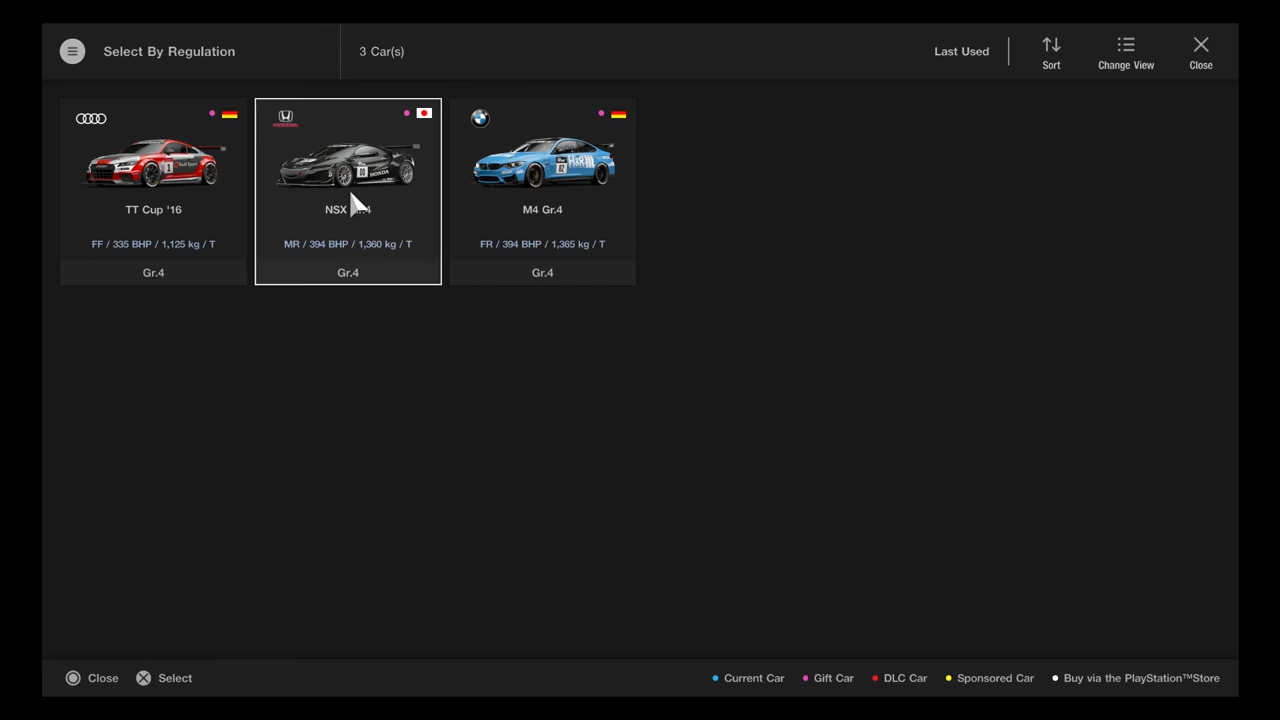 Select By Regulation
3 Car(s)
Last Used
Sort
Change View
Close
TT Cup '16
FF / 335 BHP / 1,125 kg / T
Gr.4
HONDA
NSX
MR / 394 BHP / 1,360 kg / T
Gr.4
M4 Gr.4
FR / 394 BHP / 1,365 kg / T
Gr.4
Close
Select
Current Car
Gift Car
DLC Car
Sponsored Car
Buy via the PlayStation™Store